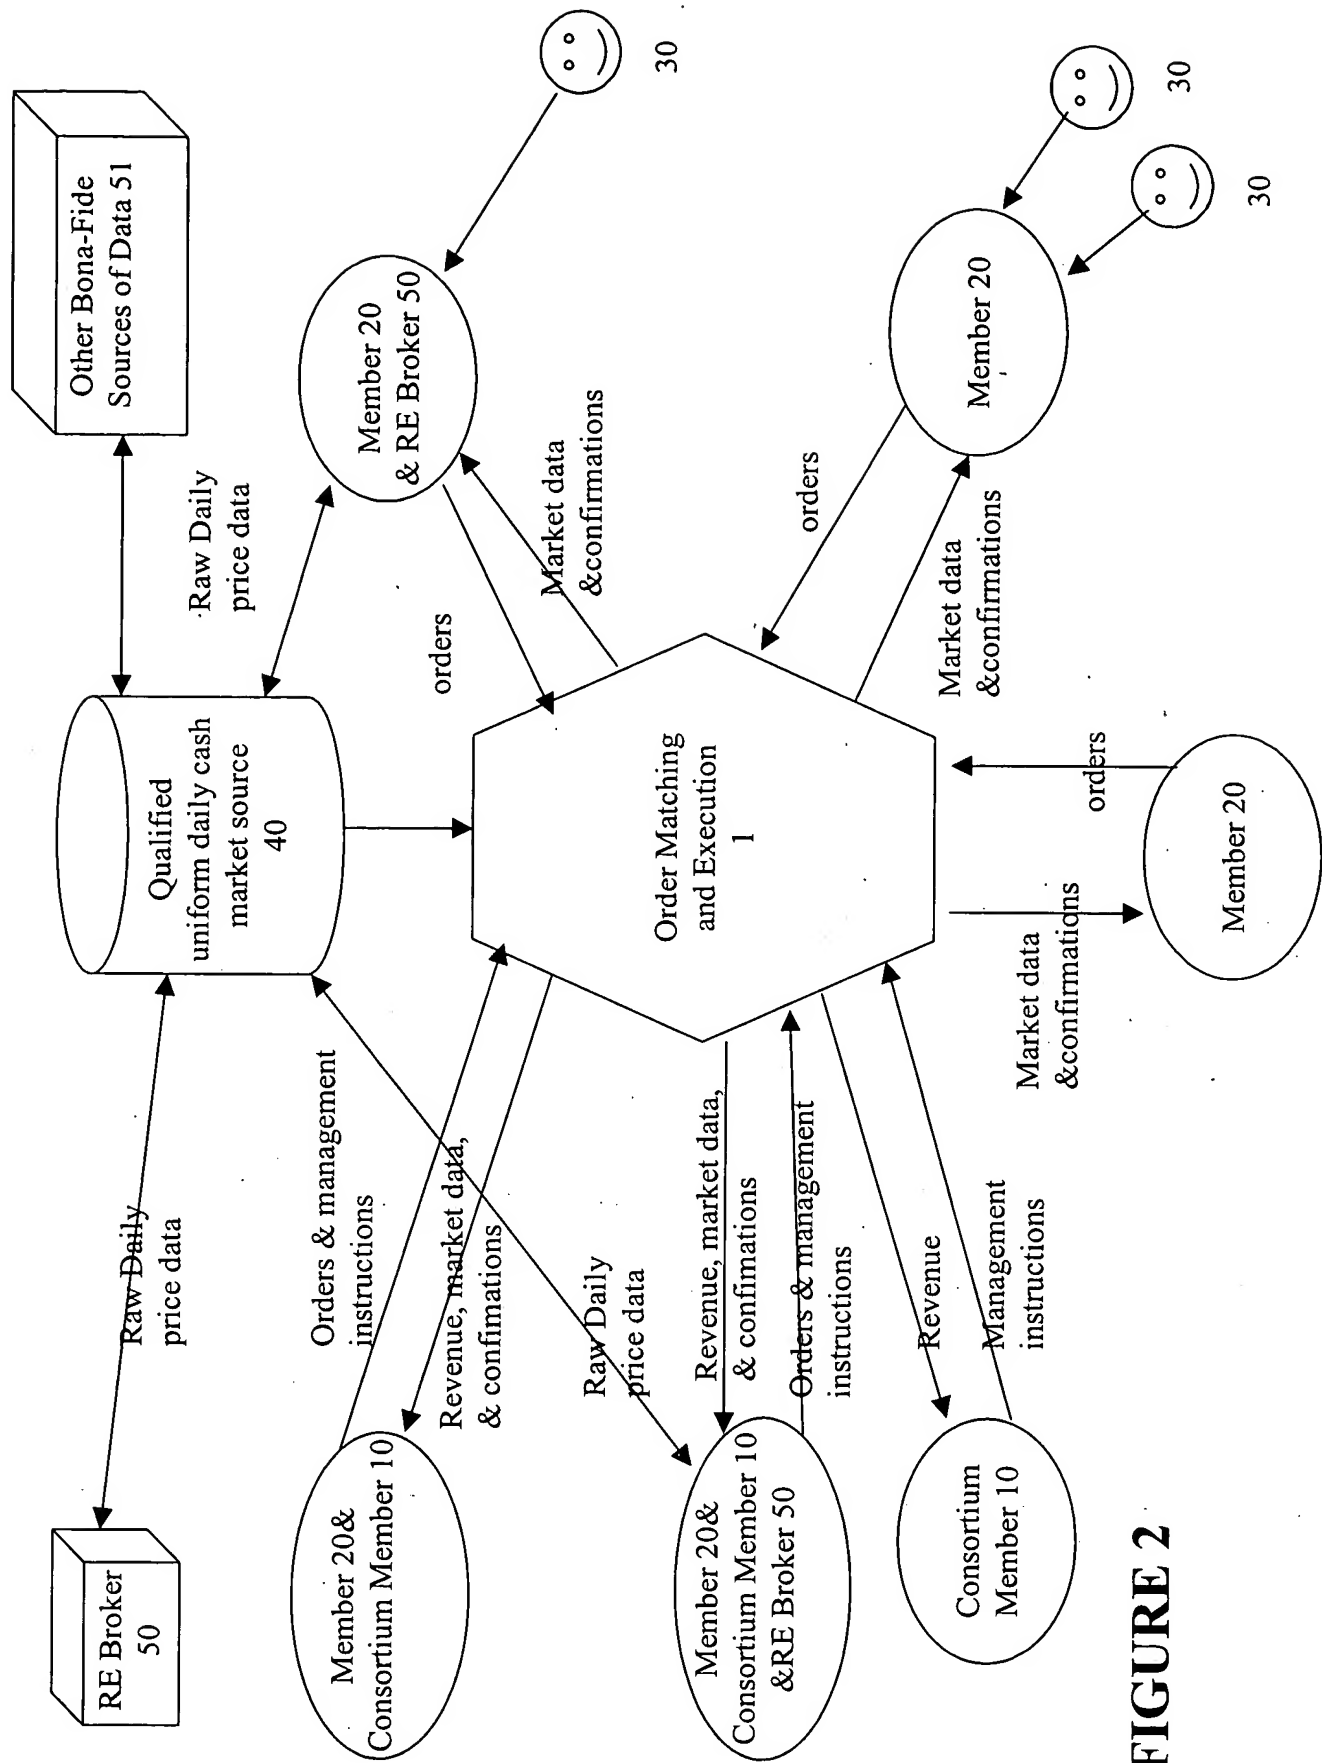 RE Broker
50
Raw Daily
price data
Qualified
uniform daily cash
market source
40
Other Bona-Fide
Sources of Data 51
Raw Daily
price data
Member 20&
Consortium Member 10
Orders & management
instructions
Revenue, market data,
& confimations
orders
Member 20
& RE Broker 50
Market data
&confirmations
30
Raw Daily
price data
Order Matching
and Execution
1
Member 20&
Consortium Member 10
&RE Broker 50
Revenue, market data,
& confimations
Orders & management
instructions
orders
Member 20
Market data
&confirmations
30
30
Consortium
Member 10
Revenue
Management
instructions
Market data
&confirmations
orders
Member 20
FIGURE 2